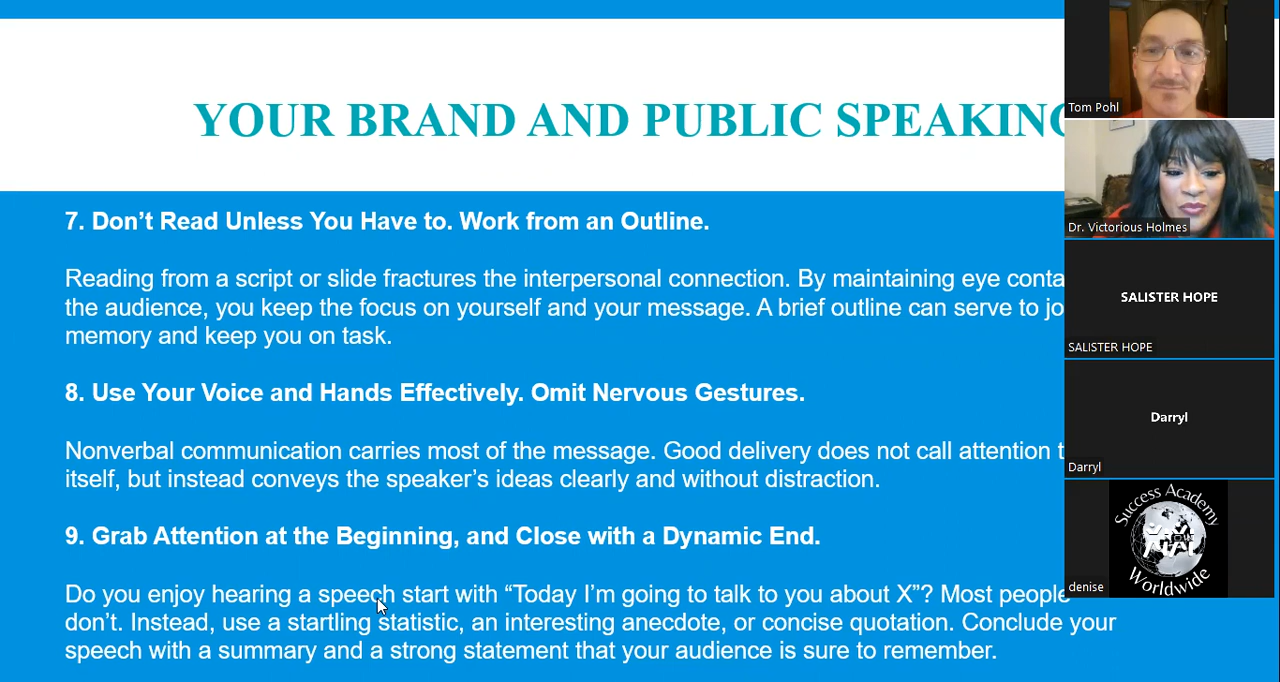 YOUR BRAND AND PUBLIC SPEAKING
7. Don’t Read Unless You Have to. Work from an Outline.
Reading from a script or slide fractures the interpersonal connection. By maintaining eye conta
the audience, you keep the focus on yourself and your message. A brief outline can serve to jo
memory and keep you on task.
8. Use Your Voice and Hands Effectively. Omit Nervous Gestures.
Nonverbal communication carries most of the message. Good delivery does not call attention t
itself, but instead conveys the speaker’s ideas clearly and without distraction.
9. Grab Attention at the Beginning, and Close with a Dynamic End.
Do you enjoy hearing a speech start with “Today I’m going to talk to you about X”? Most people
don’t. Instead, use a startling statistic, an interesting anecdote, or concise quotation. Conclude your
speech with a summary and a strong statement that your audience is sure to remember.
Tom Pohl
Dr. Victorious Holmes
SALISTER HOPE
SALISTER HOPE
Darryl
Darryl
Success Academy
Worldwide
denise